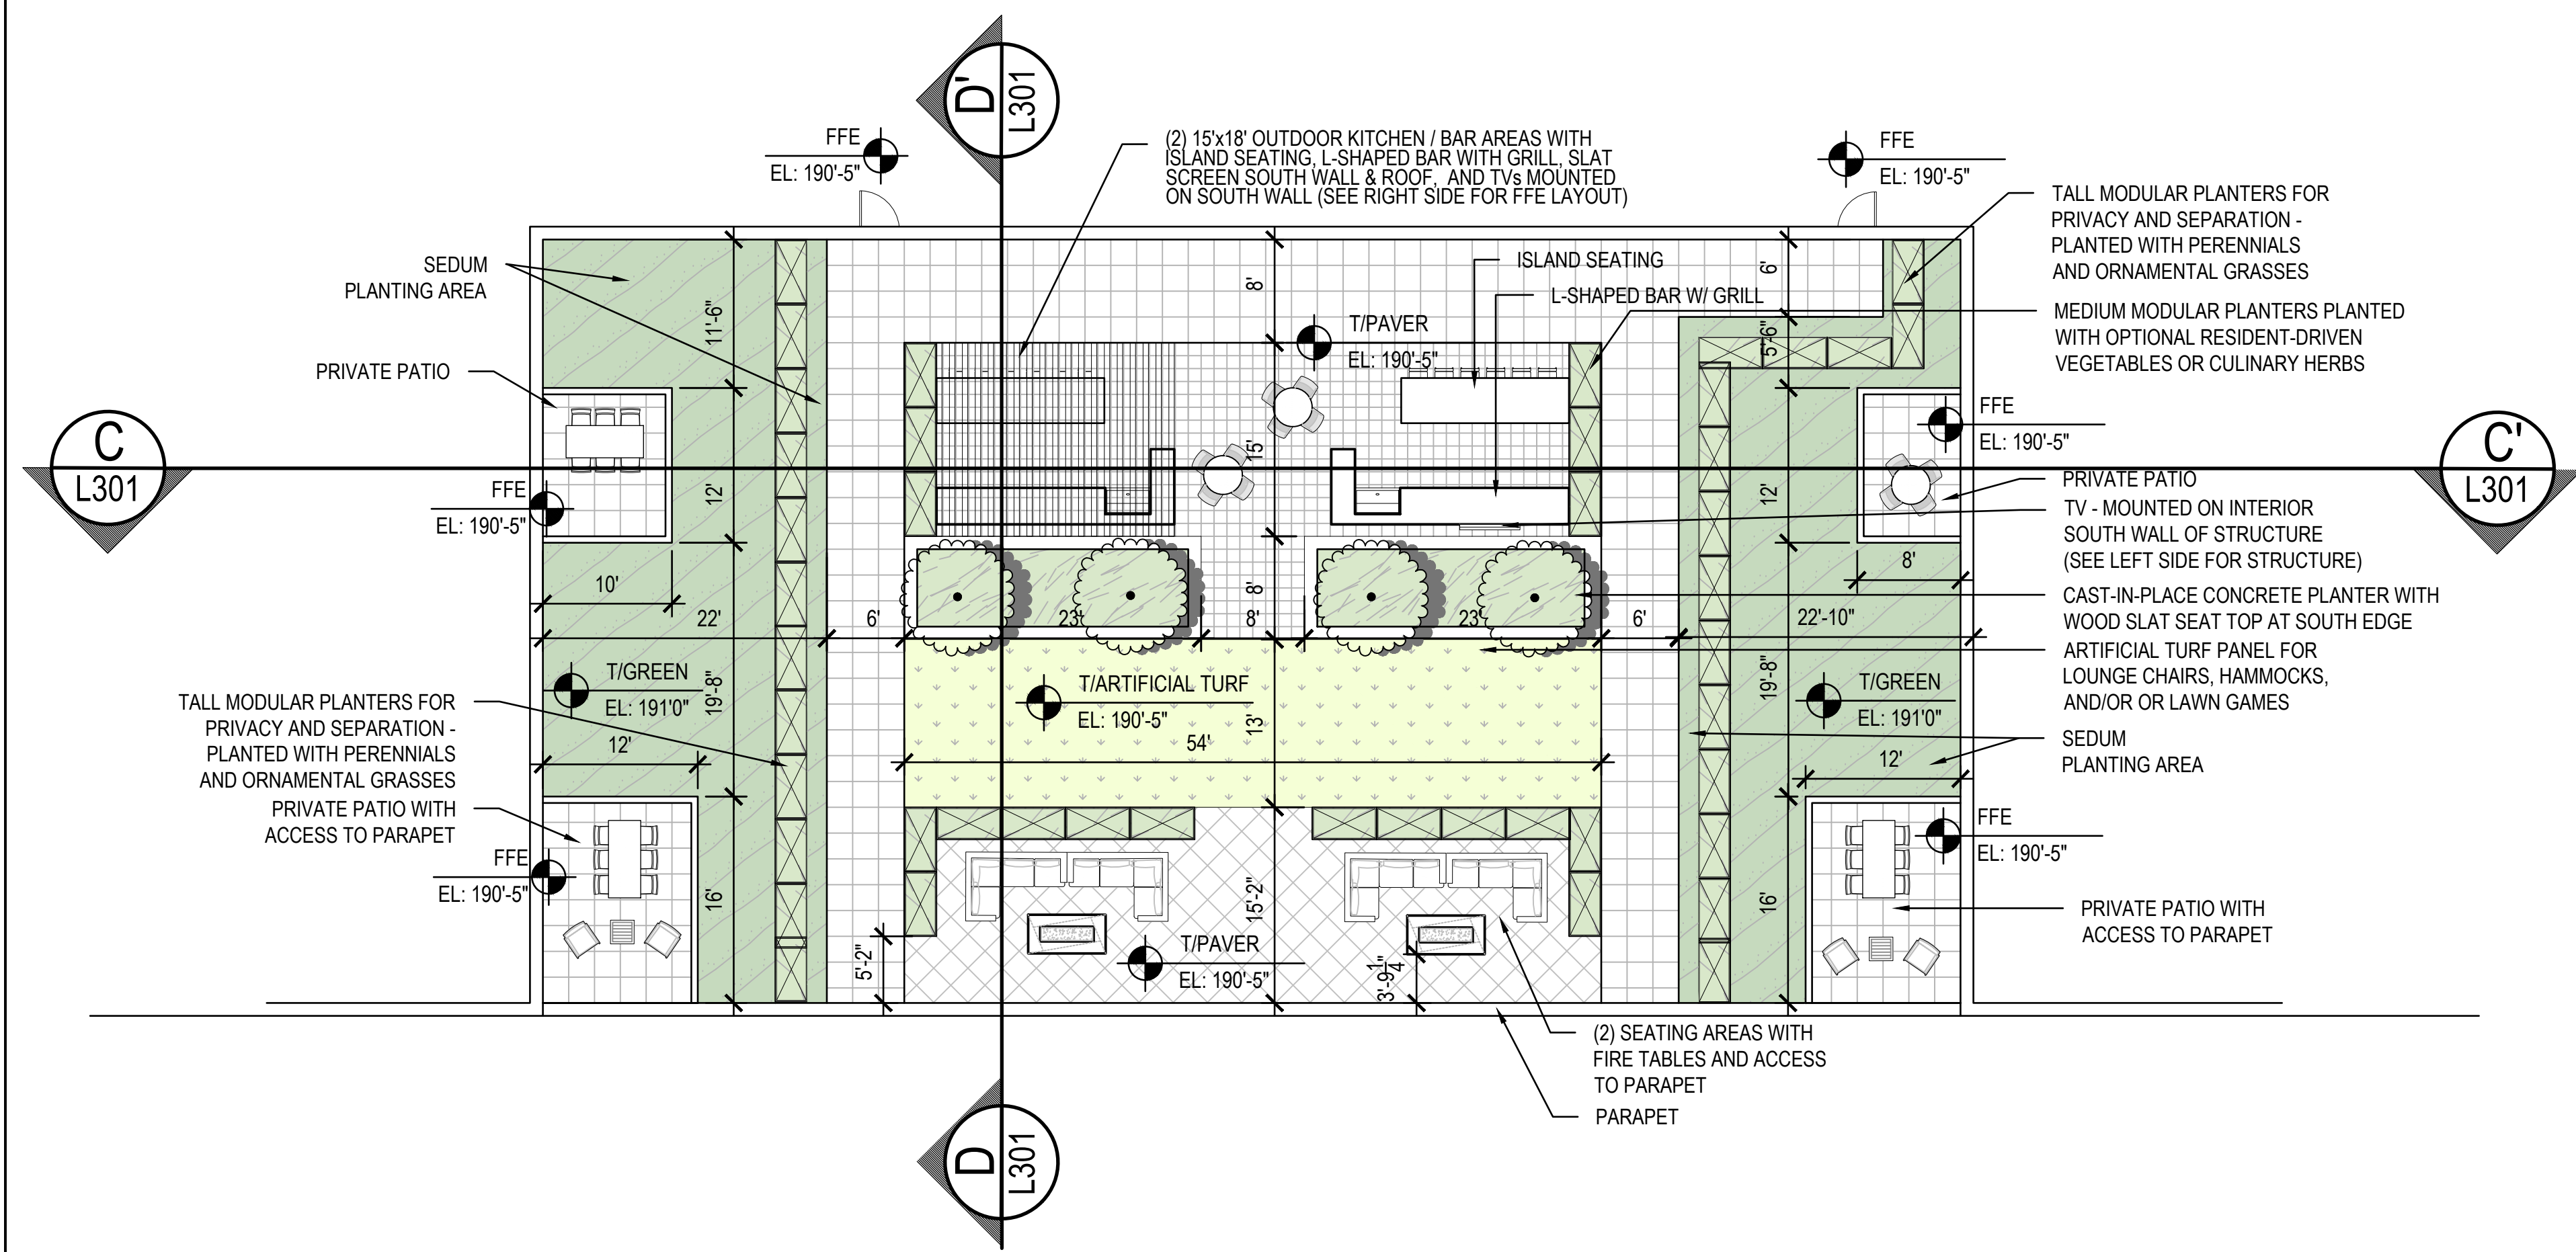 D'
L301
FFE
EL: 190'-5"
(2) 15'x18' OUTDOOR KITCHEN / BAR AREAS WITH
ISLAND SEATING, L-SHAPED BAR WITH GRILL, SLAT
SCREEN SOUTH WALL & ROOF, AND TVs MOUNTED
ON SOUTH WALL (SEE RIGHT SIDE FOR FFE LAYOUT)
FFE
EL: 190'-5"
TALL MODULAR PLANTERS FOR
PRIVACY AND SEPARATION -
PLANTED WITH PERENNIALS
AND ORNAMENTAL GRASSES
SEDUM
PLANTING AREA
ISLAND SEATING
L-SHAPED BAR W/ GRILL
MEDIUM MODULAR PLANTERS PLANTED
WITH OPTIONAL RESIDENT-DRIVEN
VEGETABLES OR CULINARY HERBS
11'-6"
8'
6'
5'-6"
T/PAVER
EL: 190'-5"
PRIVATE PATIO
FFE
EL: 190'-5"
C
L301
C'
L301
FFE
EL: 190'-5"
12'
15'
12'
PRIVATE PATIO
TV - MOUNTED ON INTERIOR
SOUTH WALL OF STRUCTURE
(SEE LEFT SIDE FOR STRUCTURE)
8'
10'
22'
6'
23'
8'
8'
23'
6'
22'-10"
CAST-IN-PLACE CONCRETE PLANTER WITH
WOOD SLAT SEAT TOP AT SOUTH EDGE
ARTIFICIAL TURF PANEL FOR
LOUNGE CHAIRS, HAMMOCKS,
AND/OR OR LAWN GAMES
T/GREEN
EL: 191'0"
19'-8"
T/ARTIFICIAL TURF
EL: 190'-5"
13'
54'
19'-8"
T/GREEN
EL: 191'0"
TALL MODULAR PLANTERS FOR
PRIVACY AND SEPARATION -
PLANTED WITH PERENNIALS
AND ORNAMENTAL GRASSES
12'
12'
SEDUM
PLANTING AREA
PRIVATE PATIO WITH
ACCESS TO PARAPET
FFE
EL: 190'-5"
FFE
EL: 190'-5"
16'
15'-2"
16'
5'-2"
T/PAVER
EL: 190'-5"
3'-9 1/4"
PRIVATE PATIO WITH
ACCESS TO PARAPET
(2) SEATING AREAS WITH
FIRE TABLES AND ACCESS
TO PARAPET
PARAPET
D
L301